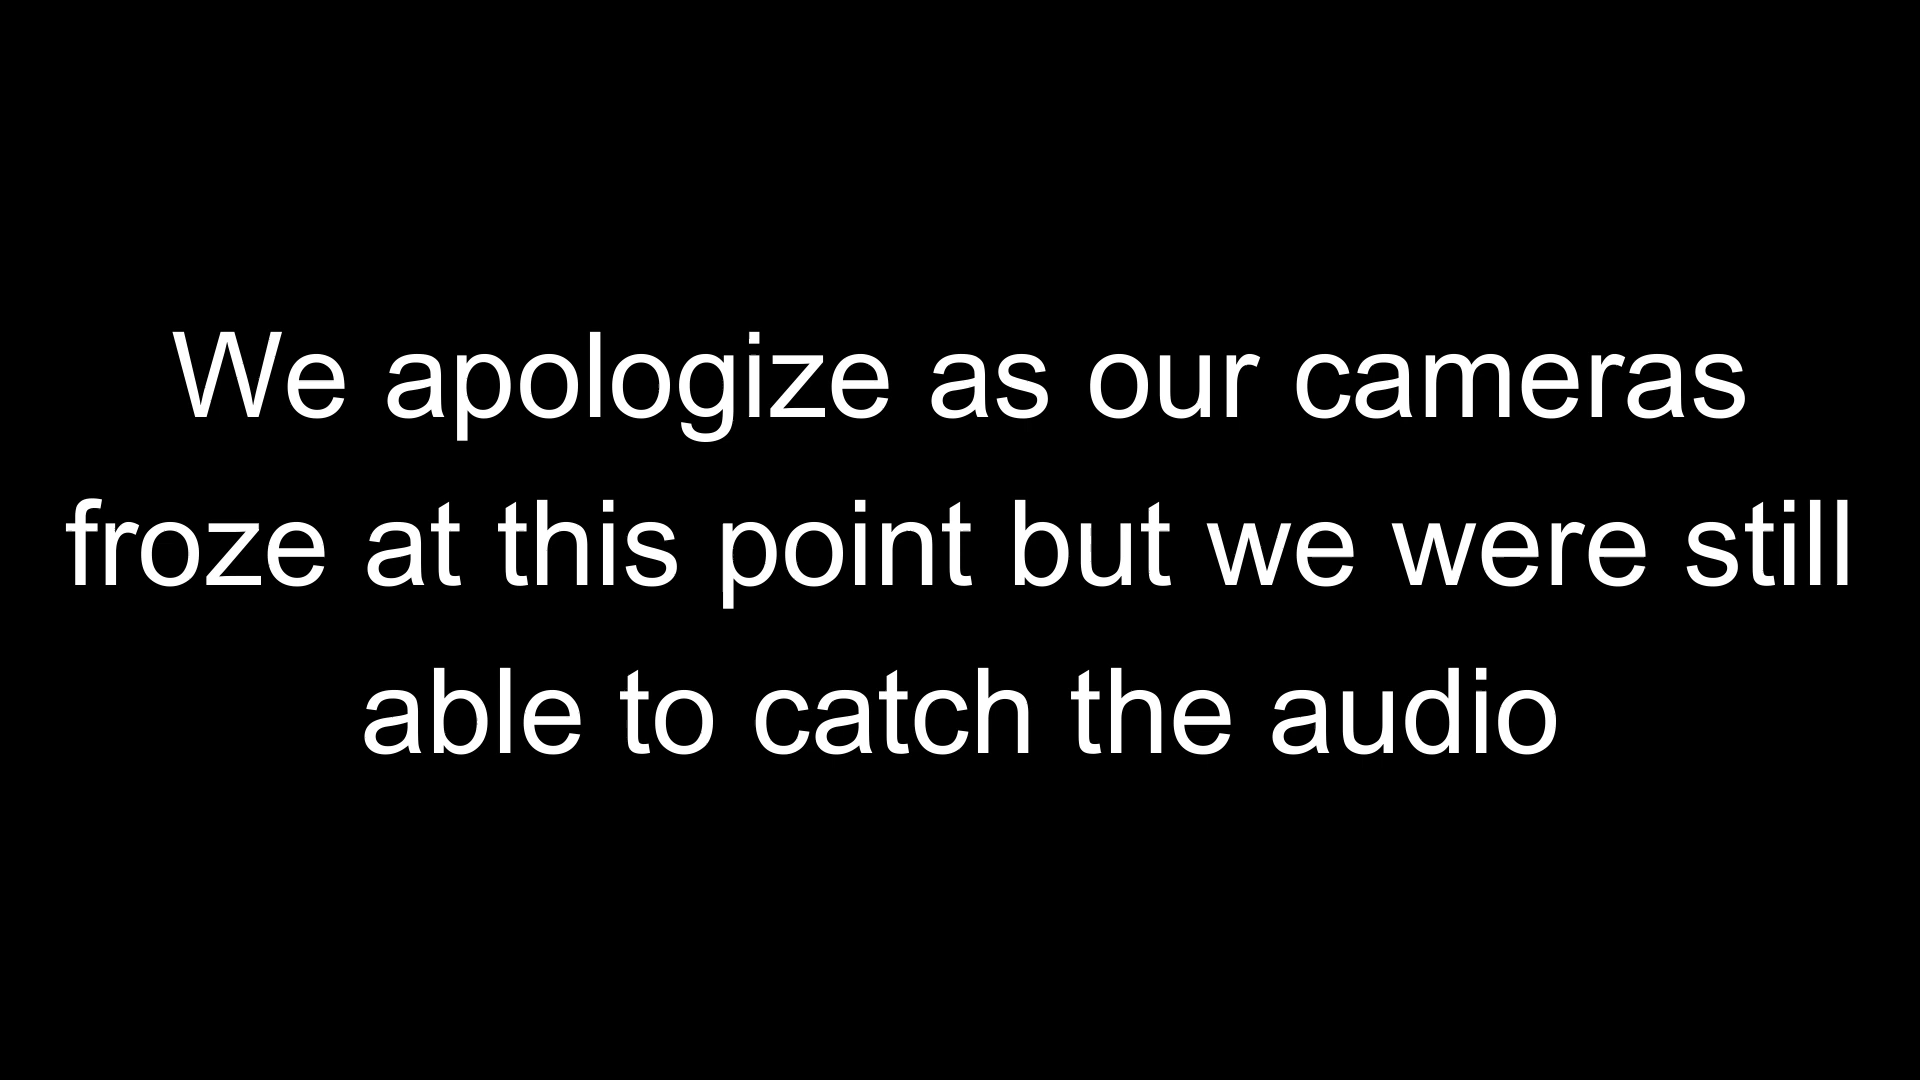 We apologize as our cameras
froze at this point but we were still
able to catch the audio